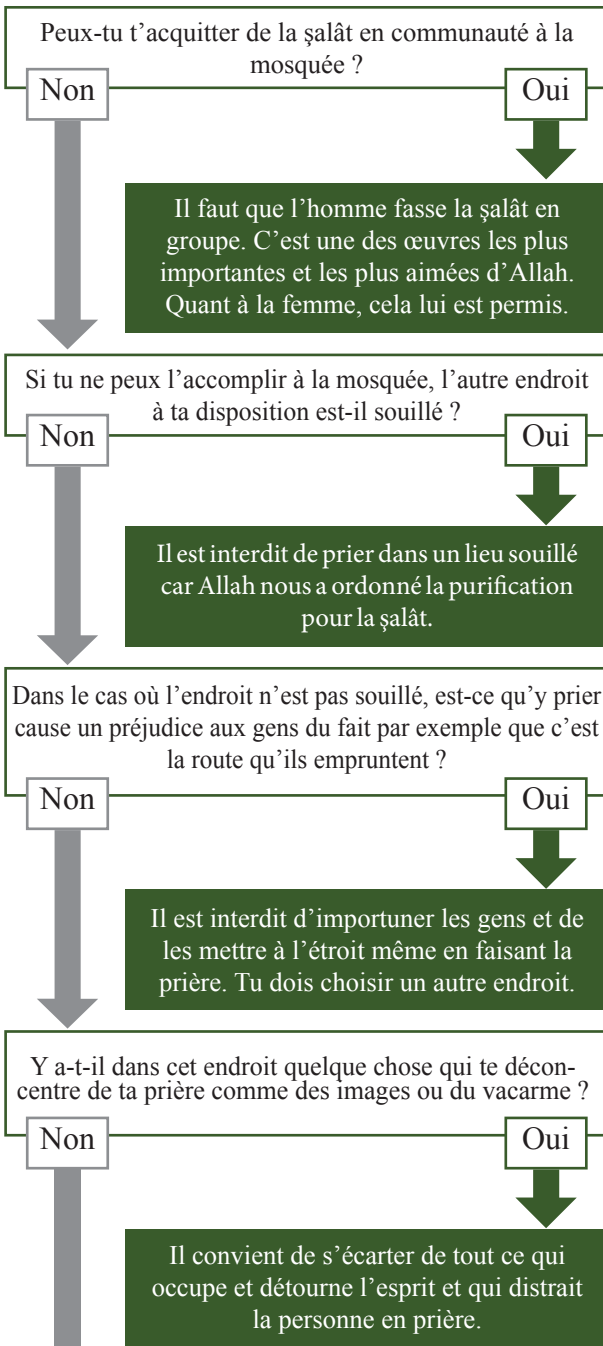 Peux-tu t'acquitter de la şalât en communauté à la
mosquée ?
Non
Oui
Il faut que l'homme fasse la şalât en
groupe. C'est une des œuvres les plus
importantes et les plus aimées d'Allah.
Quant à la femme, cela lui est permis.
Si tu ne peux l'accomplir à la mosquée, l'autre endroit
à ta disposition est-il souillé ?
Non
Oui
Il est interdit de prier dans un lieu souillé
car Allah nous a ordonné la purification
pour la şalât.
Dans le cas où l'endroit n'est pas souillé, est-ce qu'y prier
cause un préjudice aux gens du fait par exemple que c'est
la route qu'ils empruntent ?
Non
Oui
Il est interdit d'importuner les gens et de
les mettre à l'étroit même en faisant la
prière. Tu dois choisir un autre endroit.
Y a-t-il dans cet endroit quelque chose qui te décon-
centre de ta prière comme des images ou du vacarme ?
Non
Oui
Il convient de s'écarter de tout ce qui
occupe et détourne l'esprit et qui distrait
la personne en prière.